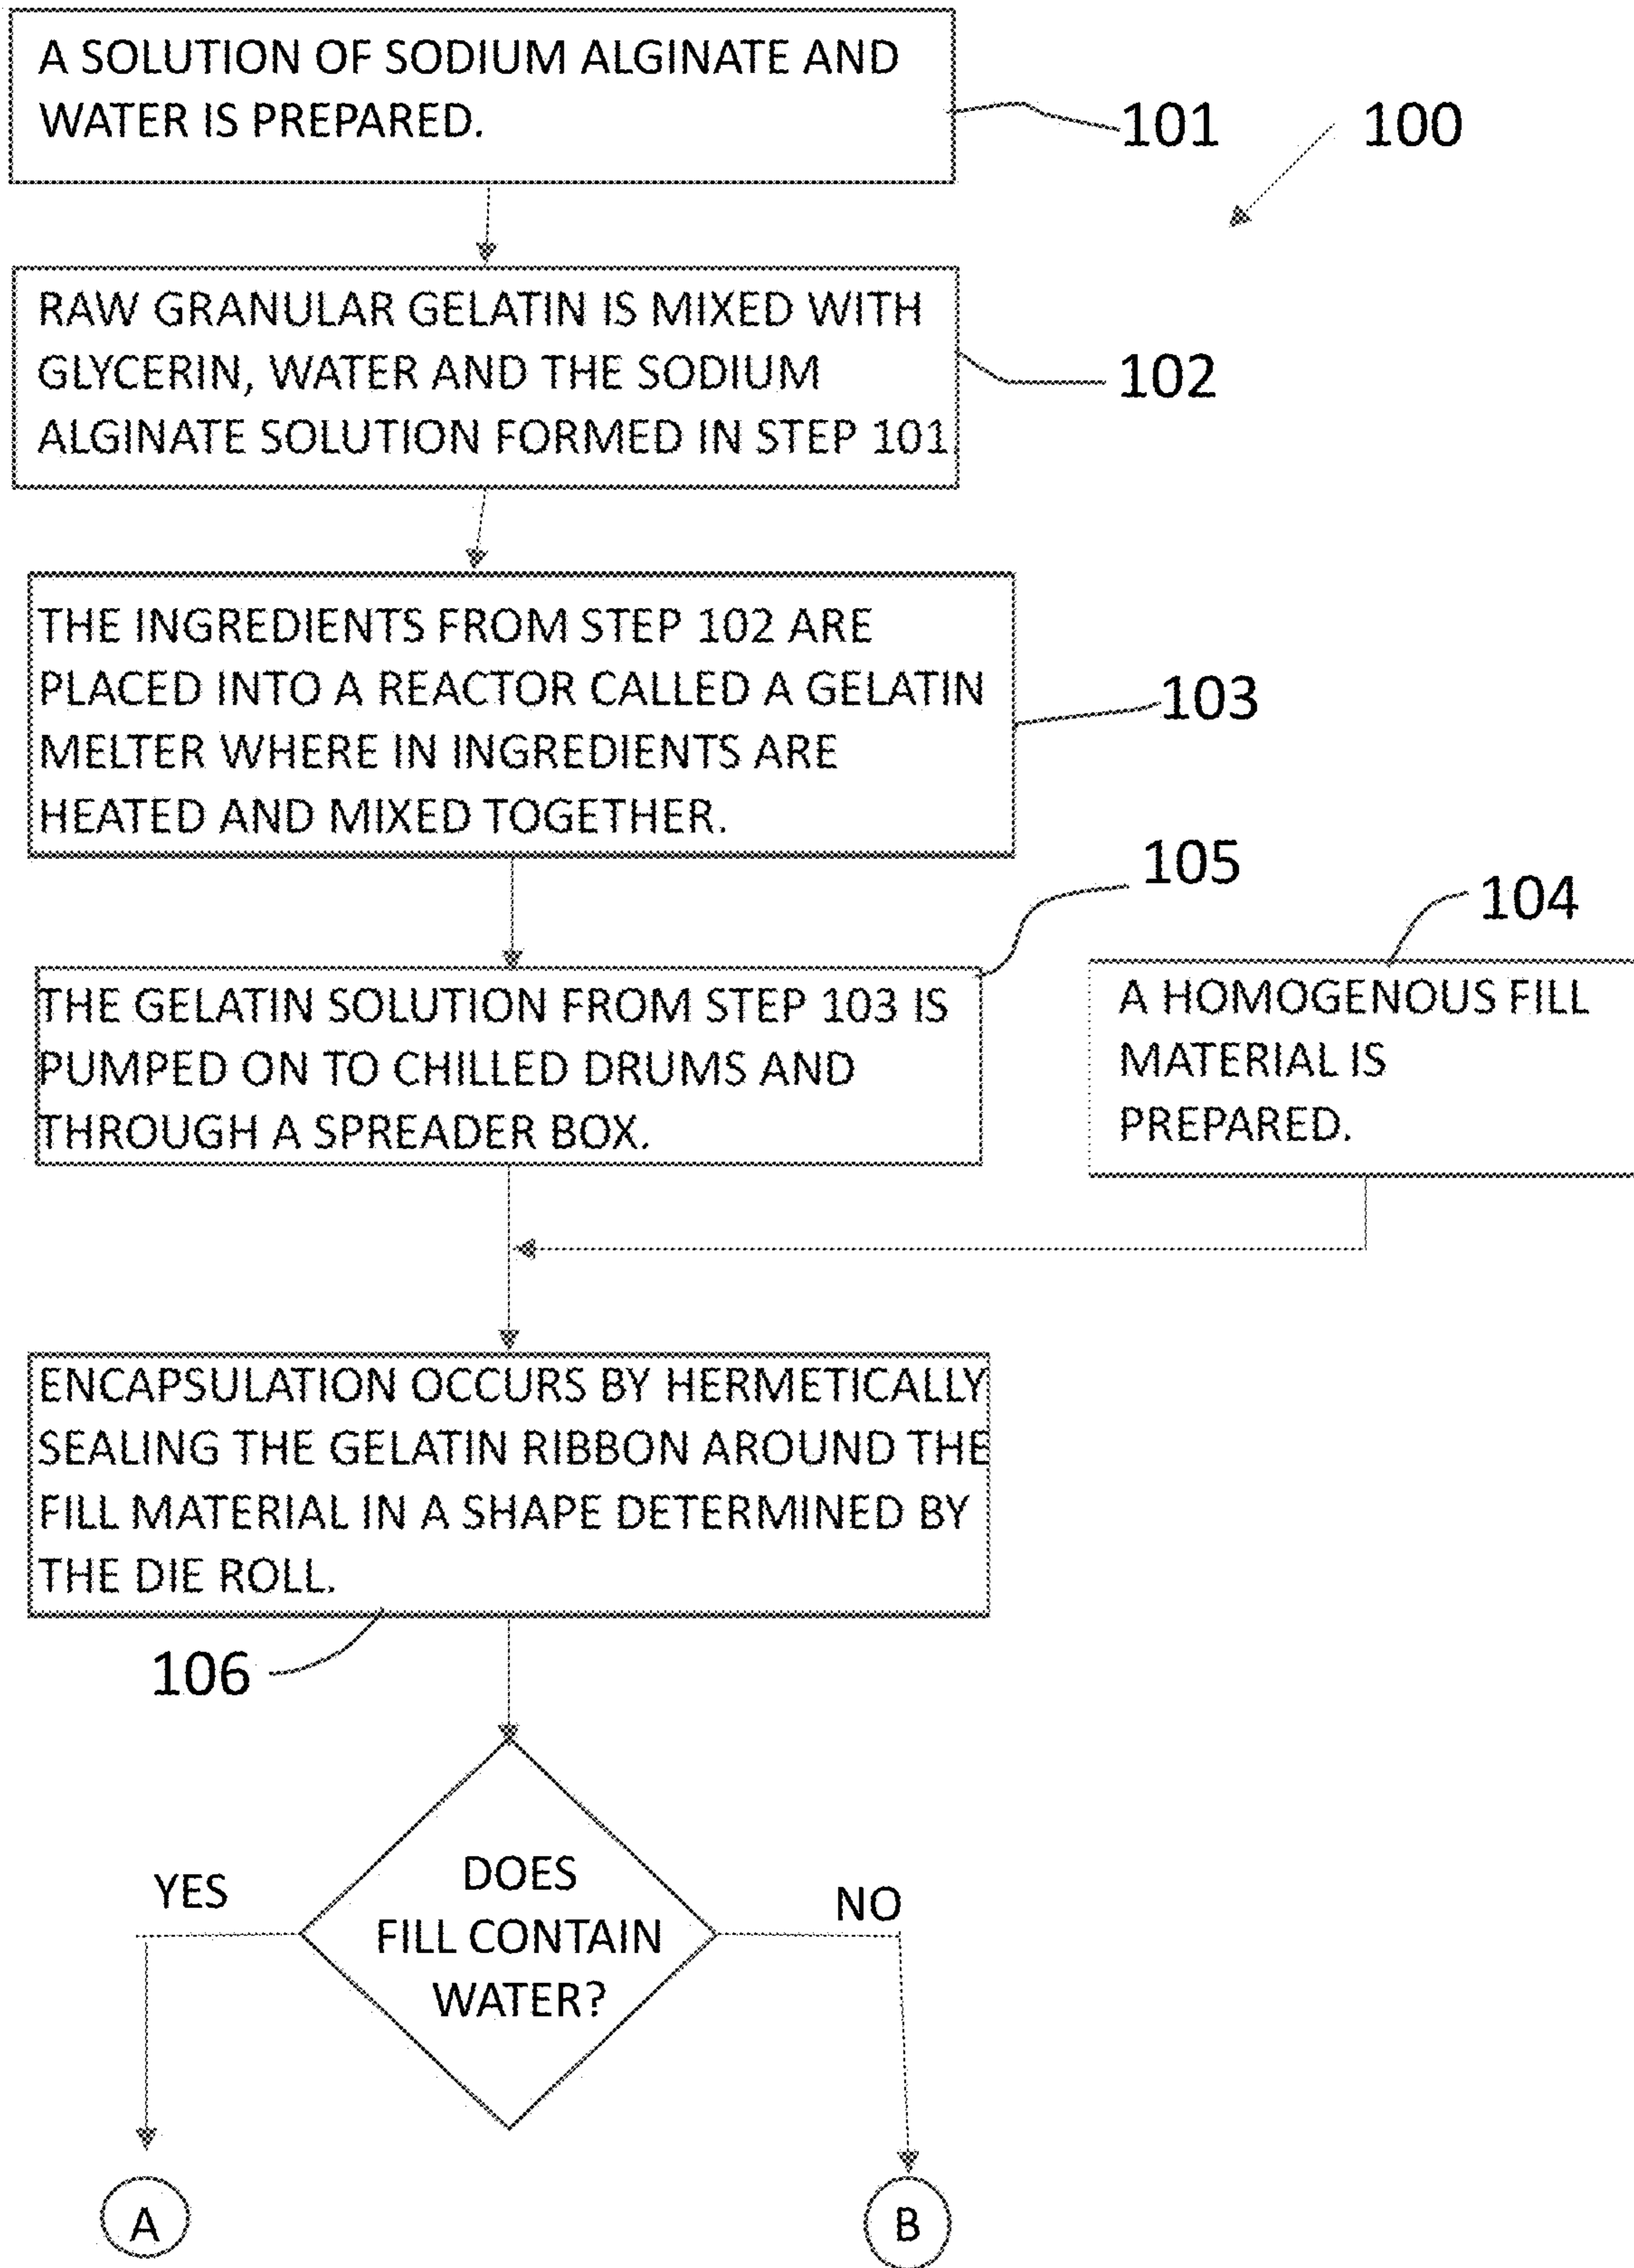 A SOLUTION OF SODIUM ALGINATE AND
WATER IS PREPARED.
101
100
RAW GRANULAR GELATIN IS MIXED WITH
GLYCERIN, WATER AND THE SODIUM
ALGINATE SOLUTION FORMED IN STEP 101
102
THE INGREDIENTS FROM STEP 102 ARE
PLACED INTO A REACTOR CALLED A GELATIN
MELTER WHERE IN INGREDIENTS ARE
HEATED AND MIXED TOGETHER.
103
105
104
THE GELATIN SOLUTION FROM STEP 103 IS
PUMPED ON TO CHILLED DRUMS AND
THROUGH A SPREADER BOX.
A HOMOGENOUS FILL
MATERIAL IS
PREPARED.
ENCAPSULATION OCCURS BY HERMETICALLY
SEALING THE GELATIN RIBBON AROUND THE
FILL MATERIAL IN A SHAPE DETERMINED BY
THE DIE ROLL.
106
DOES
FILL CONTAIN
WATER?
YES
NO
A
B